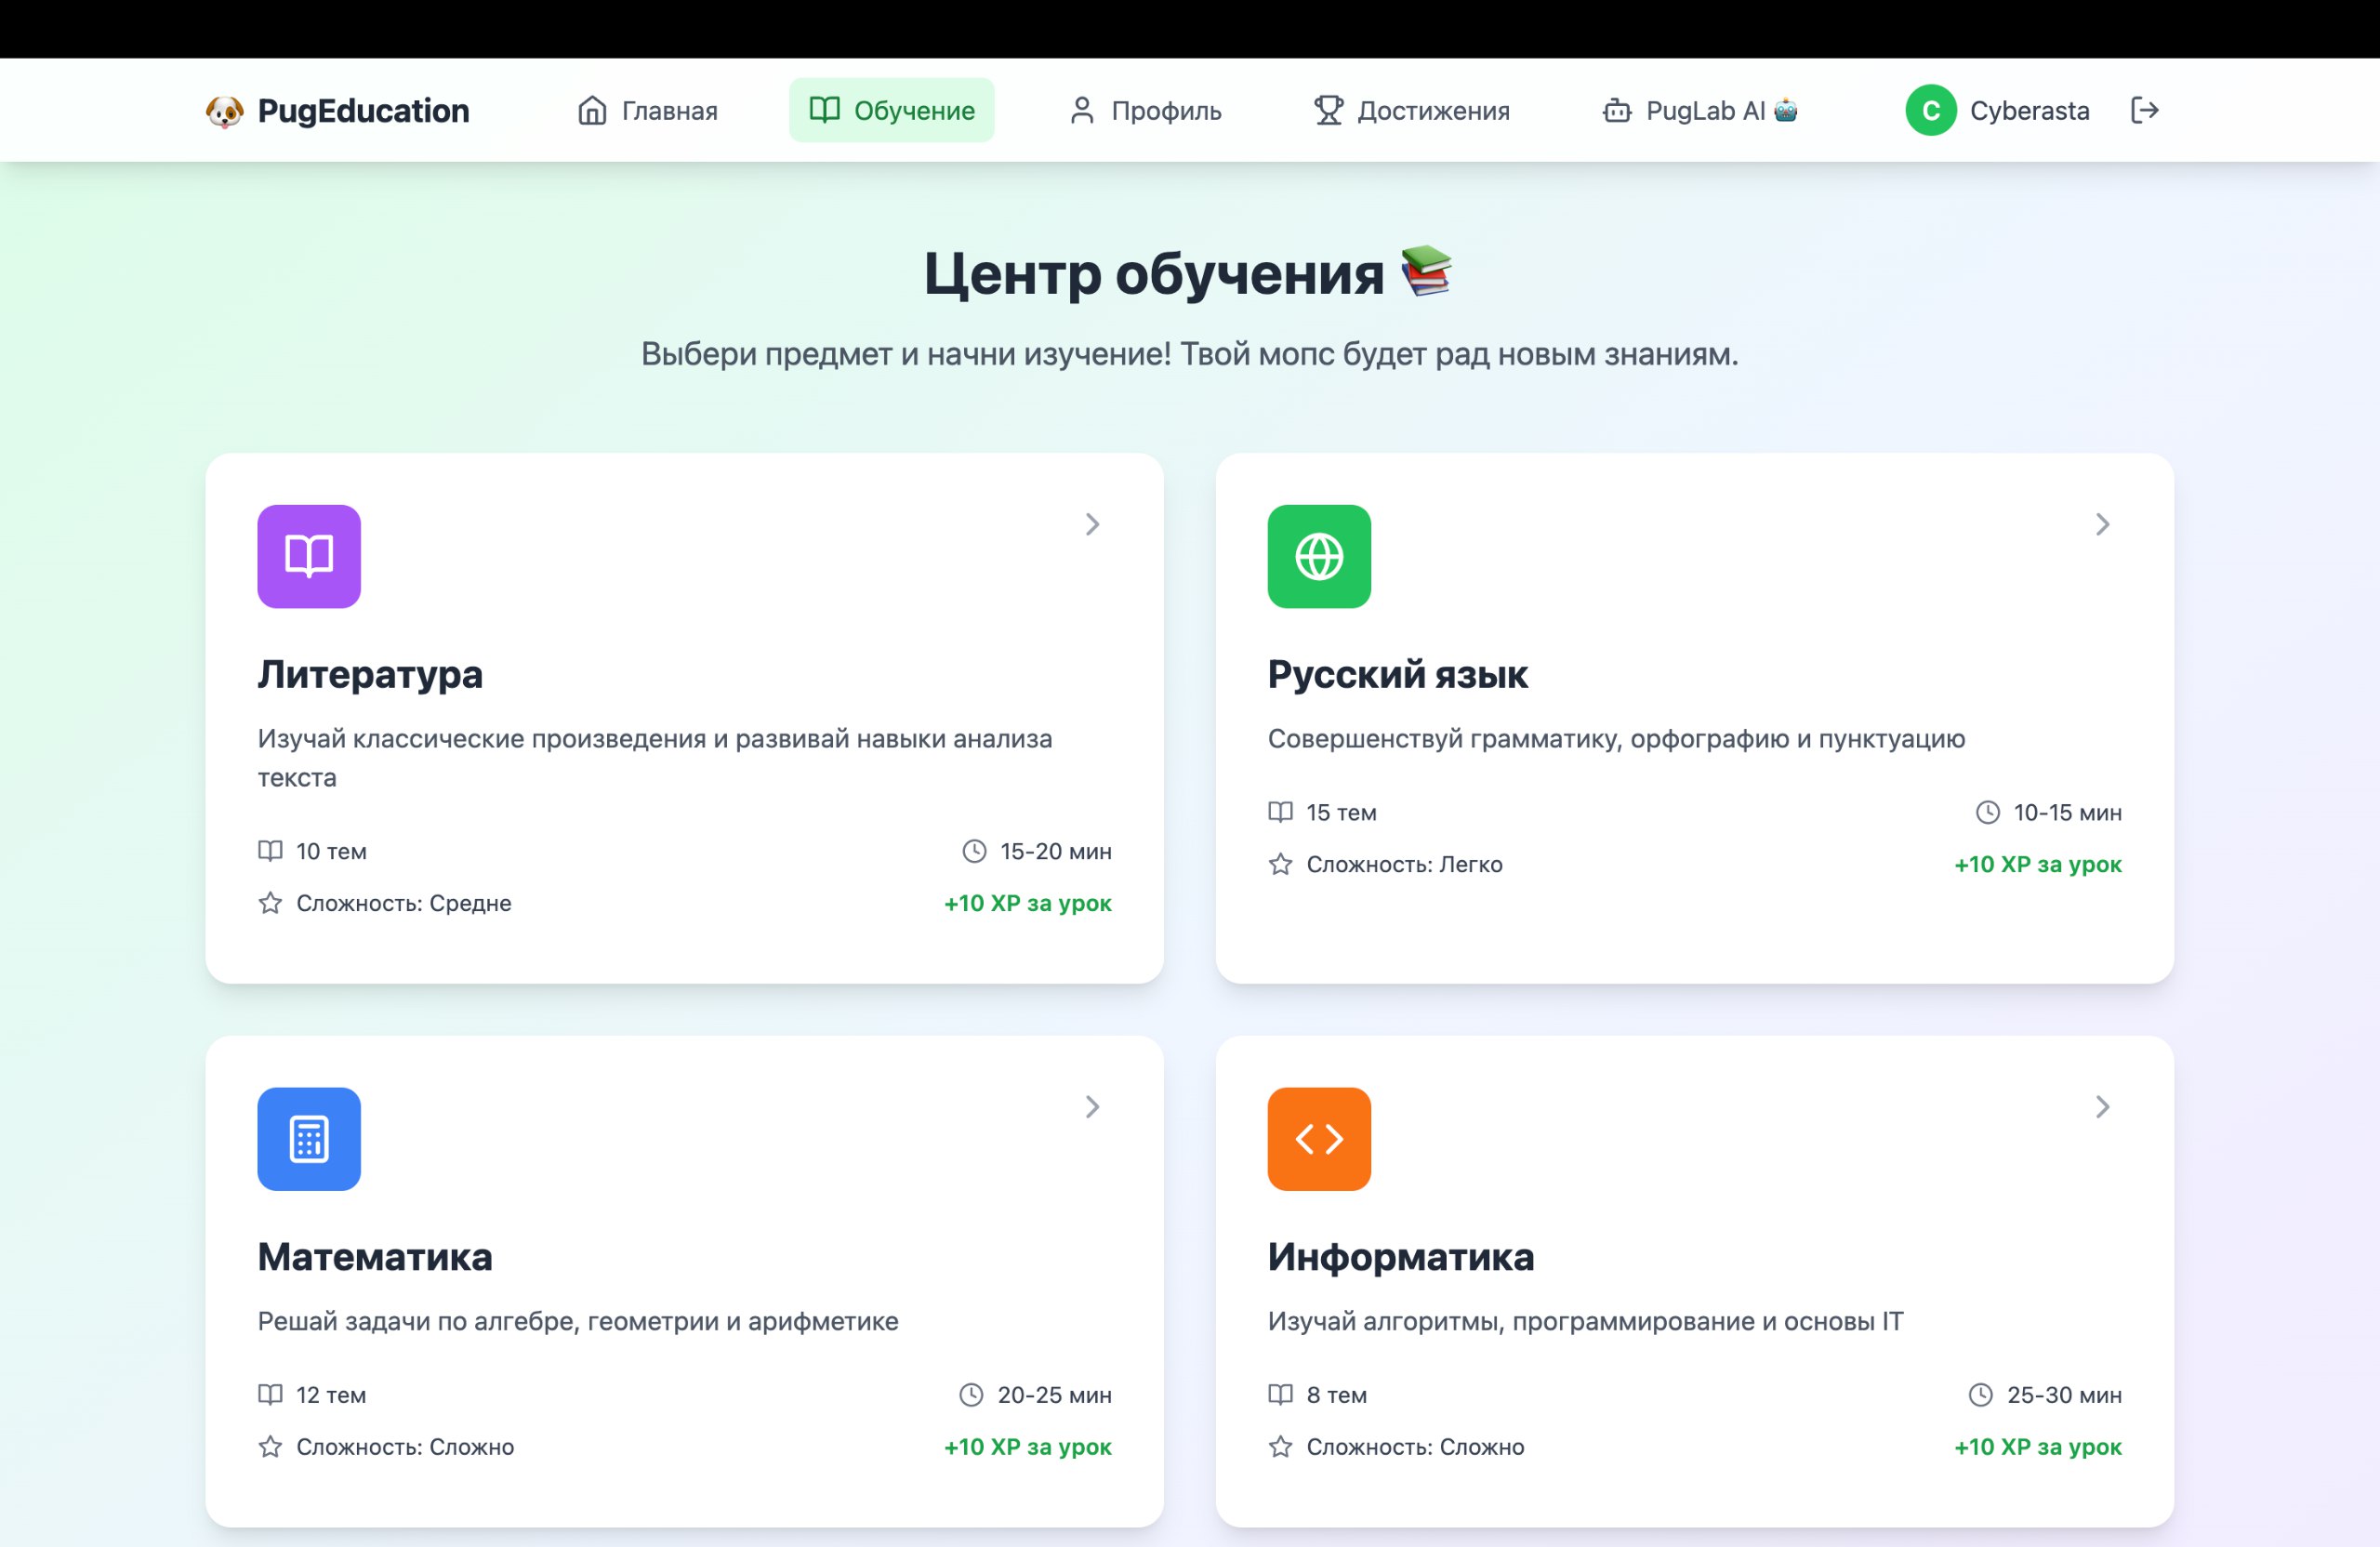 PugEducation
Главная
Обучение
Профиль
Достижения
PugLab AI 🤖
C
Cyberasta
Центр обучения 📚
Выбери предмет и начни изучение! Твой мопс будет рад новым знаниям.
Литература
Изучай классические произведения и развивай навыки анализа
текста
10 тем
15-20 мин
Сложность: Средне
+10 XP за урок
Русский язык
Совершенствуй грамматику, орфографию и пунктуацию
15 тем
10-15 мин
Сложность: Легко
+10 XP за урок
Математика
Решай задачи по алгебре, геометрии и арифметике
12 тем
20-25 мин
Сложность: Сложно
+10 XP за урок
Информатика
Изучай алгоритмы, программирование и основы IT
8 тем
25-30 мин
Сложность: Сложно
+10 XP за урок